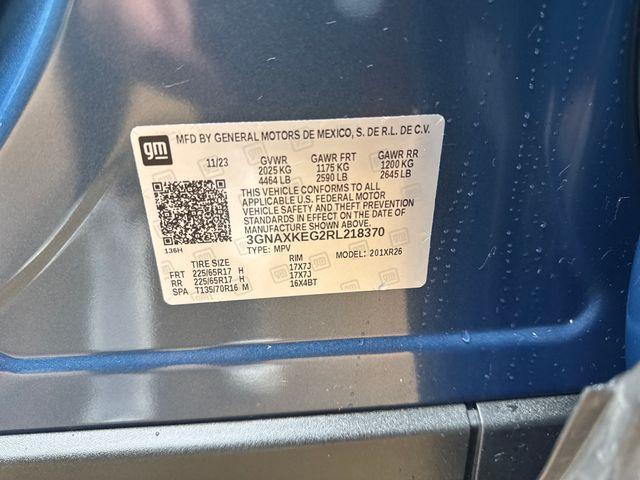 gm
MFD BY GENERAL MOTORS DE MEXICO, S. DE R.L. DE C.V.
11/23 GVWR GAWR FRT GAWR RR
2025 KG 1175 KG 1200 KG
4464 LB 2590 LB 2645 LB
THIS VEHICLE CONFORMS TO ALL
APPLICABLE U.S. FEDERAL MOTOR
VEHICLE SAFETY AND THEFT PREVENTION
STANDARDS IN EFFECT ON THE DATE OF
MANUFACTURE SHOWN ABOVE.
136H 3GNAXKEG2RL218370
TYPE: MPV MODEL: 201XR26
TIRE SIZE RIM
FRT 225/65R17 H 17X7J
RR 225/65R17 H 17X7J
SPA T135/70R16 M 16X4BT